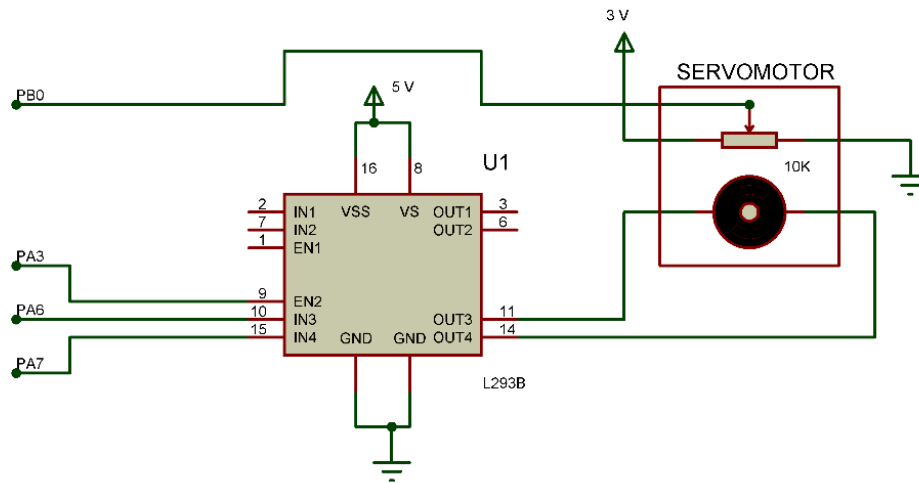 3 V
SERVOMOTOR
PB0
5 V
10K
U1
16
8
VSS
VS
2
IN1
OUT1
3
7
IN2
OUT2
6
1
EN1
PA3
9
EN2
PA6
10
IN3
OUT3
11
15
IN4
GND
GND
OUT4
14
PA7
L293B